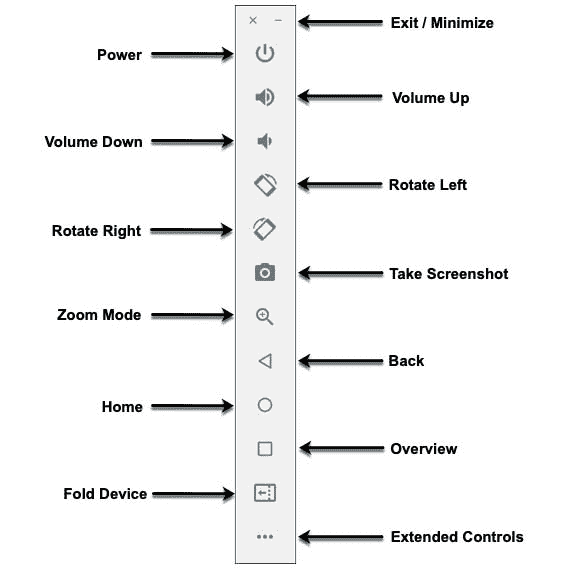 Exit / Minimize
Power
Volume Up
Volume Down
Rotate Left
Rotate Right
Take Screenshot
Zoom Mode
Back
Home
Overview
Fold Device
Extended Controls